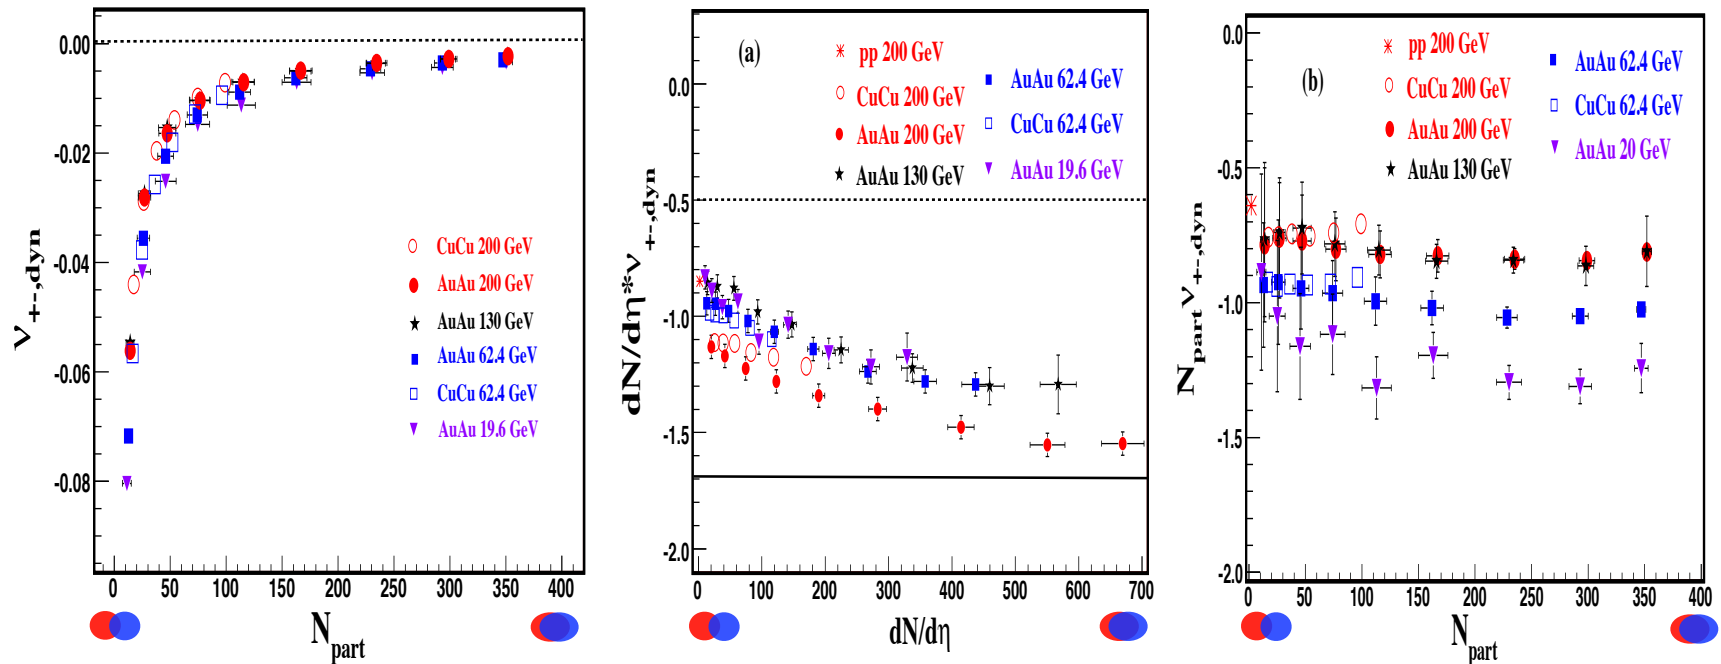 0.00
-0.02
-0.04
-0.06
-0.08
ν+--,dyn
CuCu 200 GeV
AuAu 200 GeV
AuAu 130 GeV
AuAu 62.4 GeV
CuCu 62.4 GeV
AuAu 19.6 GeV
0 50 100 150 200 250 300 350 400
Npart
(a)
pp 200 GeV
CuCu 200 GeV
AuAu 200 GeV
AuAu 130 GeV
AuAu 62.4 GeV
CuCu 62.4 GeV
AuAu 19.6 GeV
0.0
-0.5
-1.0
-1.5
-2.0
dN/dη*ν+--,dyn
0 100 200 300 400 500 600 700
dN/dη
(b)
pp 200 GeV
CuCu 200 GeV
AuAu 200 GeV
AuAu 130 GeV
AuAu 62.4 GeV
CuCu 62.4 GeV
AuAu 20 GeV
0.0
-0.5
-1.0
-1.5
-2.0
Npartν+--,dyn
0 50 100 150 200 250 300 350 400
Npart